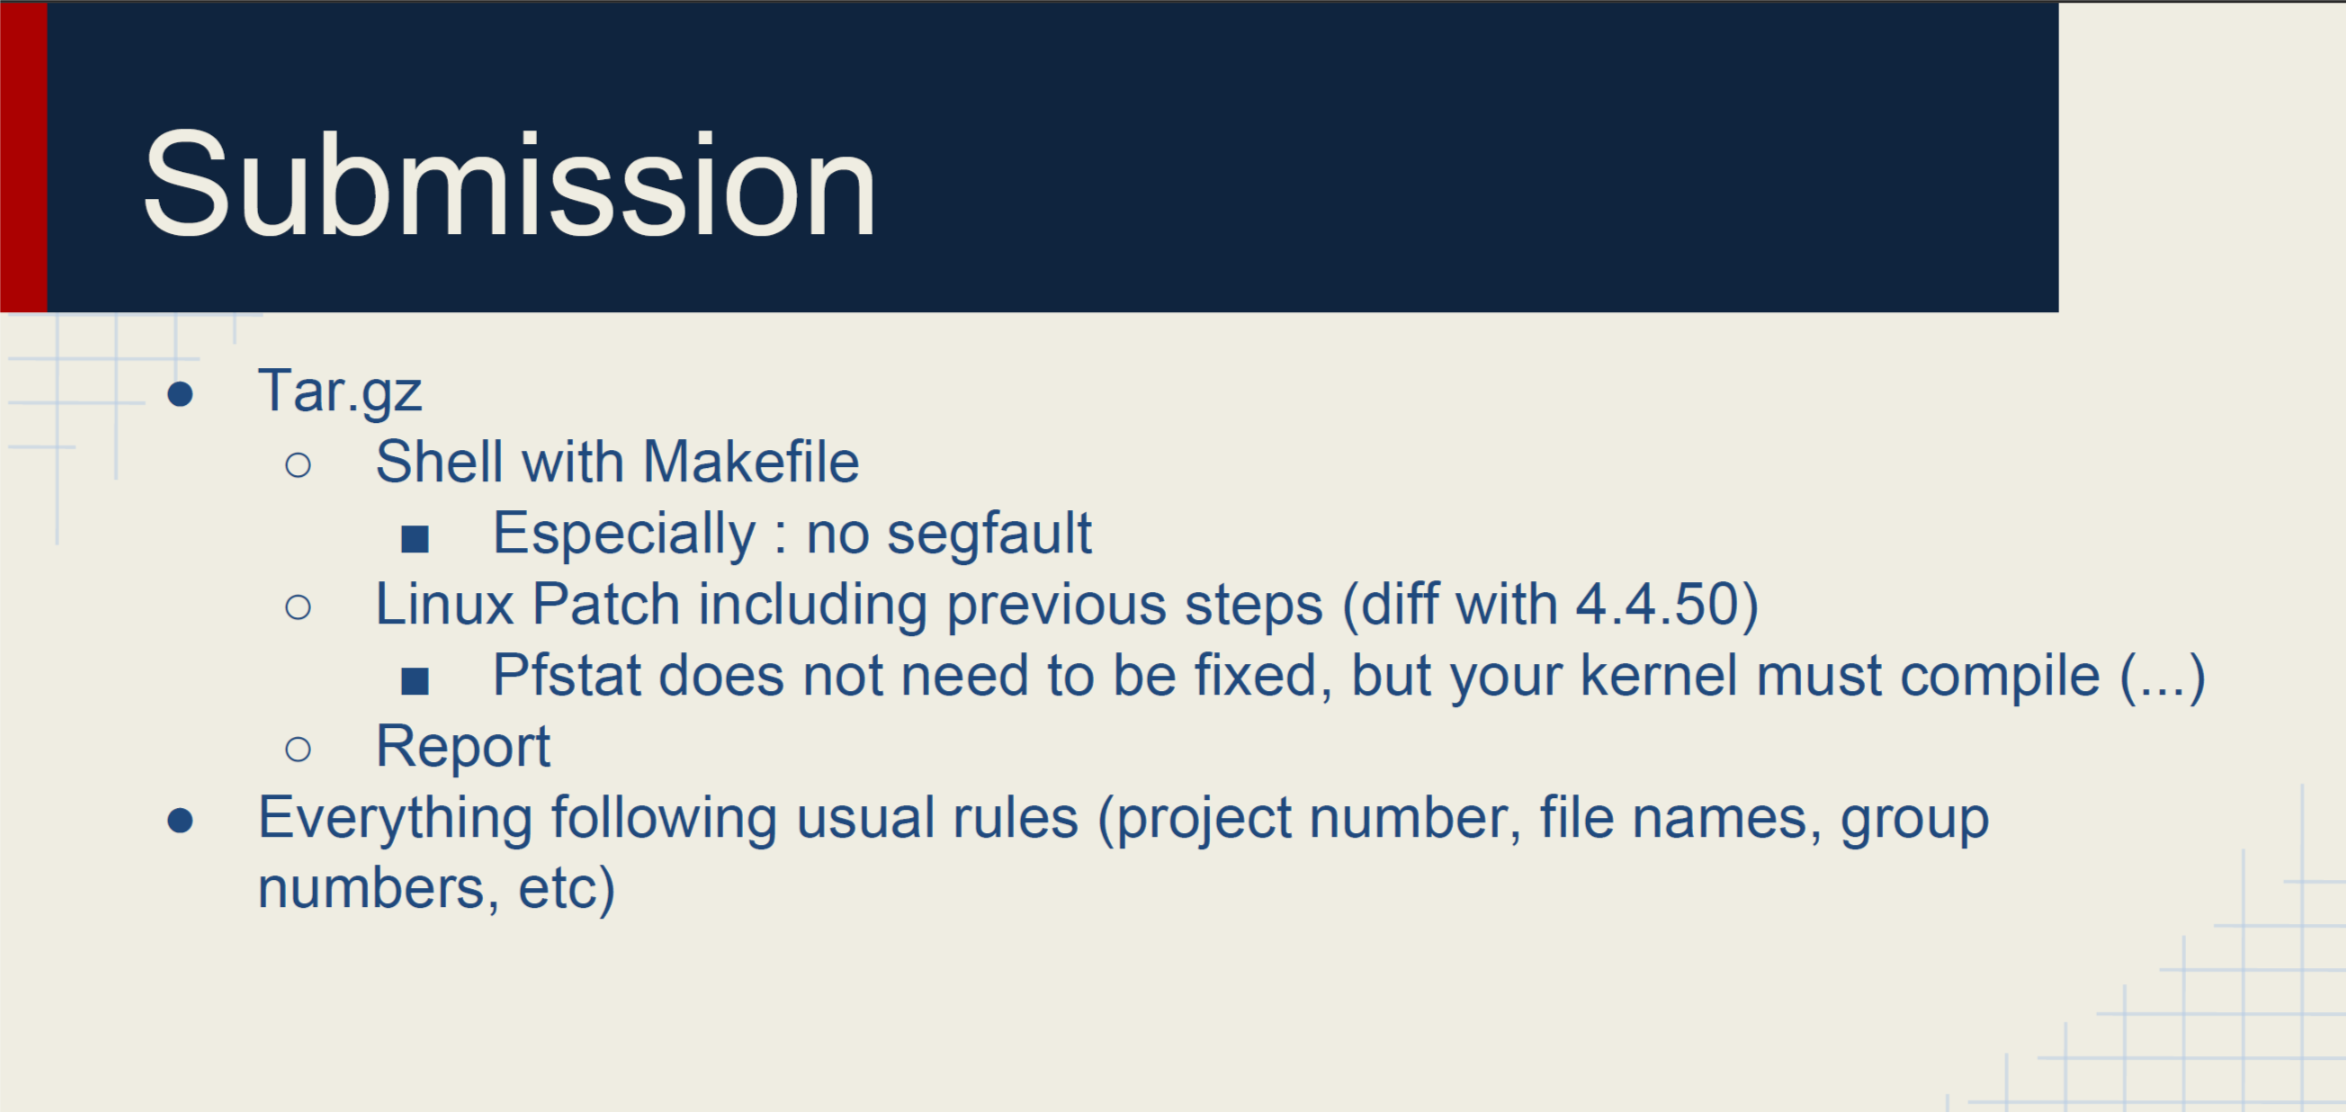 Submission
● Tar.gz
○ Shell with Makefile
■ Especially : no segfault
○ Linux Patch including previous steps (diff with 4.4.50)
■ Pfstat does not need to be fixed, but your kernel must compile (...)
○ Report
● Everything following usual rules (project number, file names, group
numbers, etc)